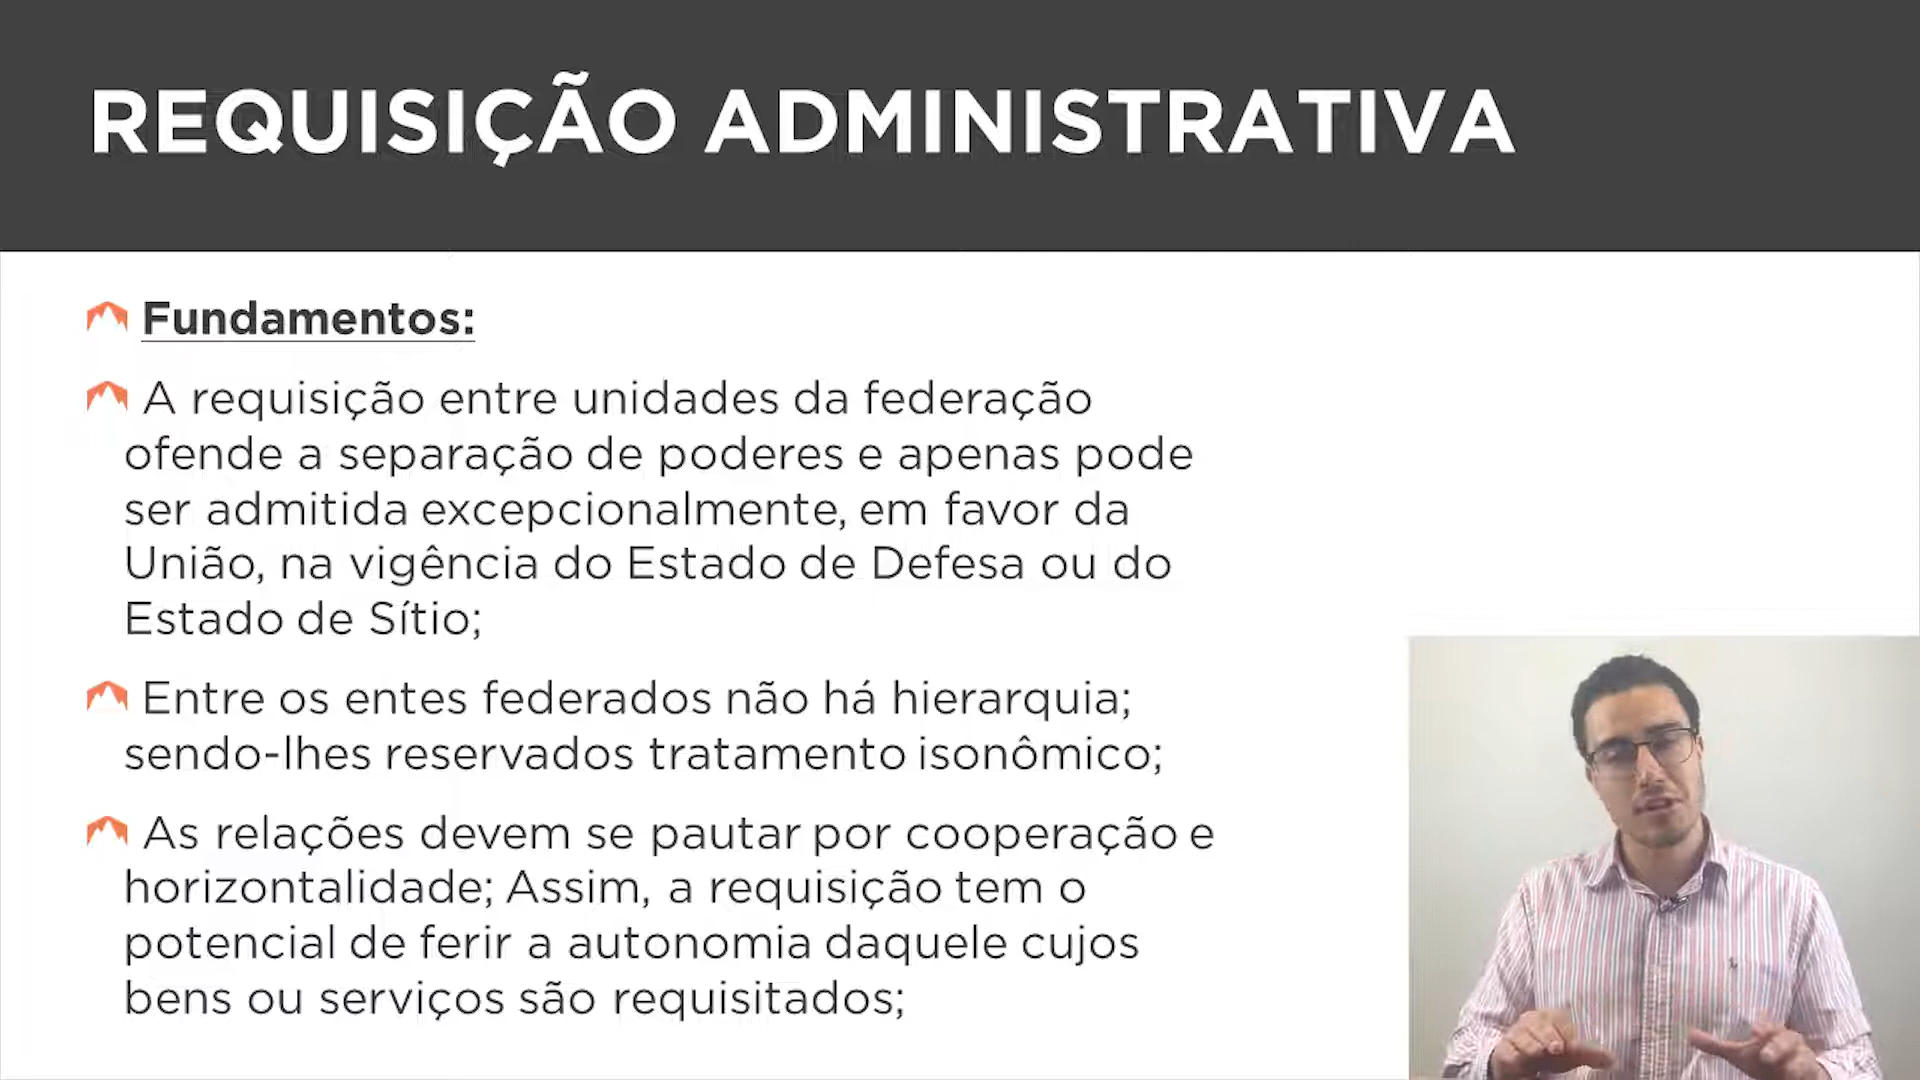 REQUISIÇÃO ADMINISTRATIVA
Fundamentos:
A requisição entre unidades da federação
ofende a separação de poderes e apenas pode
ser admitida excepcionalmente, em favor da
União, na vigência do Estado de Defesa ou do
Estado de Sítio;
Entre os entes federados não há hierarquia;
sendo-lhes reservados tratamento isonômico;
As relações devem se pautar por cooperação e
horizontalidade; Assim, a requisição tem o
potencial de ferir a autonomia daquele cujos
bens ou serviços são requisitados;